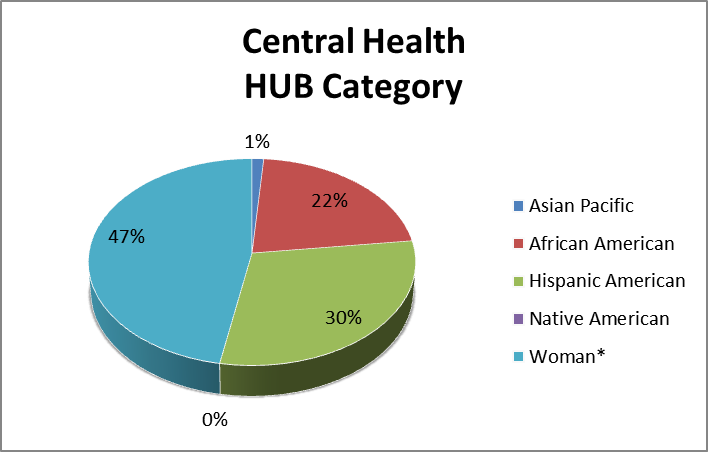 Central Health
HUB Category
1%
22%
47%
30%
0%
Asian Pacific
African American
Hispanic American
Native American
Woman*